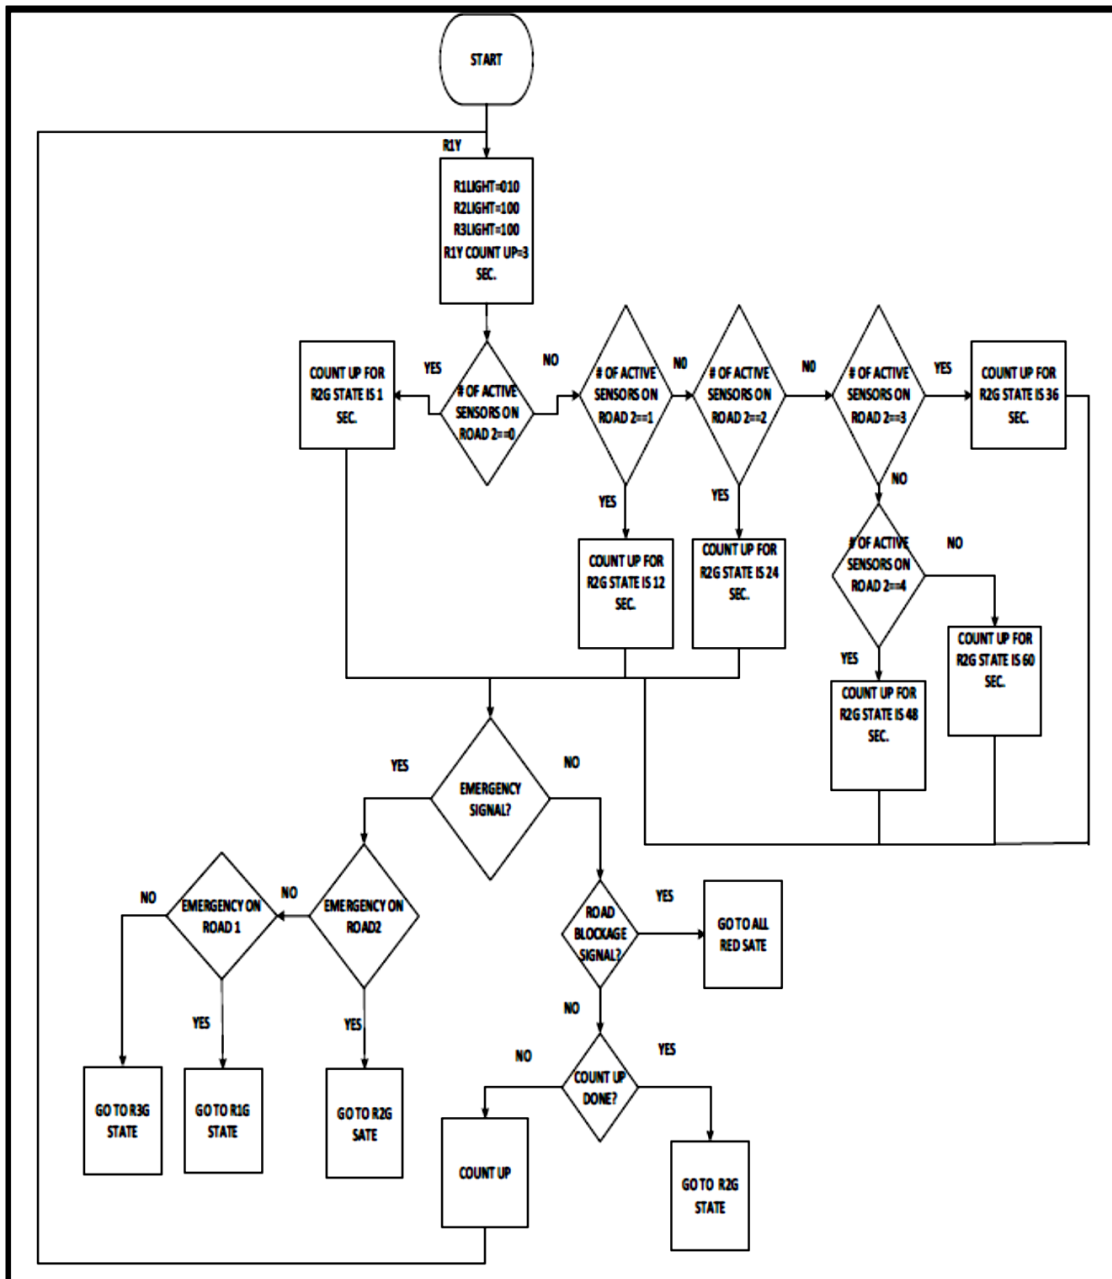 START
R1Y
R1LIGHT=010
R2LIGHT=100
R3LIGHT=100
R1Y COUNT UP=3
SEC.
COUNT UP FOR
R2G STATE IS 1
SEC.
YES
# OF ACTIVE
SENSORS ON
ROAD 2==0
NO
# OF ACTIVE
SENSORS ON
ROAD 2==1
N0
# OF ACTIVE
SENSORS ON
ROAD 2==2
N0
# OF ACTIVE
SENSORS ON
ROAD 2==3
YES
COUNT UP FOR
R2G STATE IS 36
SEC.
YES
YES
NO
COUNT UP FOR
R2G STATE IS 12
SEC.
COUNT UP FOR
R2G STATE IS 24
SEC.
# OF ACTIVE
SENSORS ON
ROAD 2==4
NO
YES
COUNT UP FOR
R2G STATE IS 60
SEC.
COUNT UP FOR
R2G STATE IS 48
SEC.
YES
EMERGENCY
SIGNAL?
NO
NO
EMERGENCY ON
ROAD 1
NO
EMERGENCY ON
ROAD2
ROAD
BLOCKAGE
SIGNAL?
YES
GO TO ALL
RED SATE
YES
YES
NO
GO TO R3G
STATE
GO TO R1G
STATE
GO TO R2G
SATE
NO
COUNT UP
DONE?
YES
COUNT UP
GO TO R2G
STATE